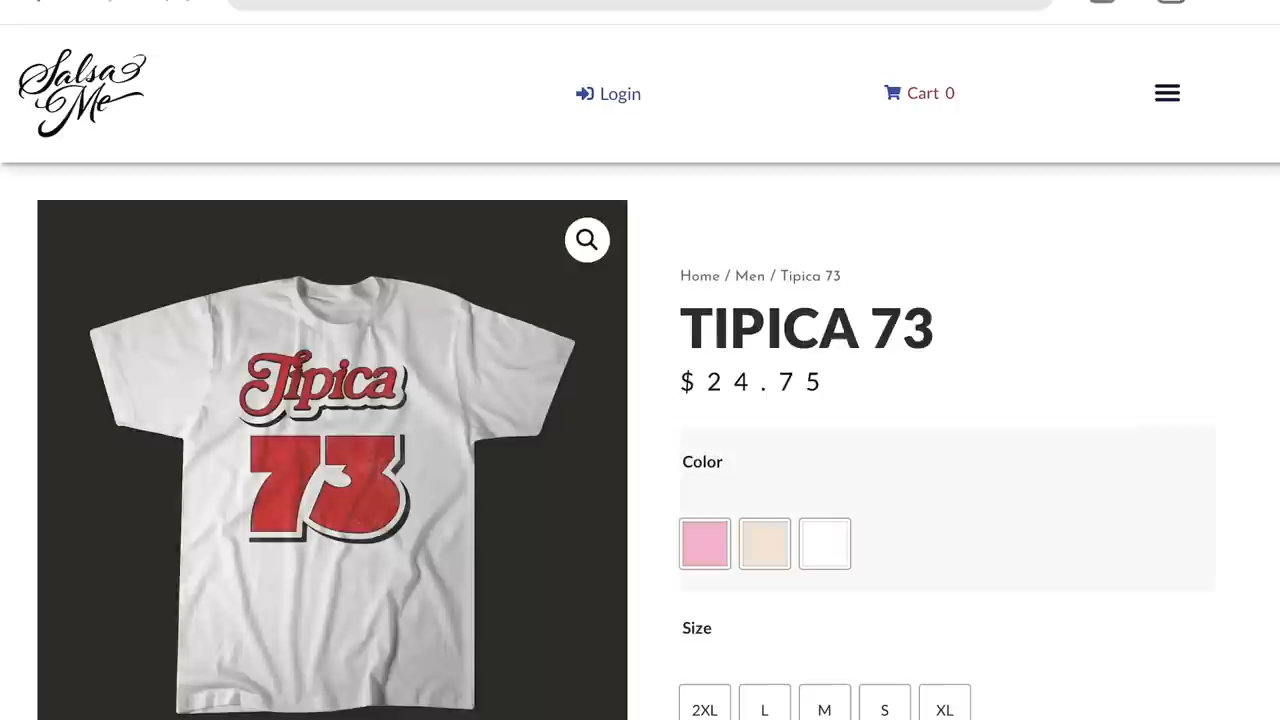 Salsa
Me
Login
Cart 0
Home / Men / Tipica 73
TIPICA 73
$24.75
Tipica
73
Color
Size
2XL
L
M
S
XL